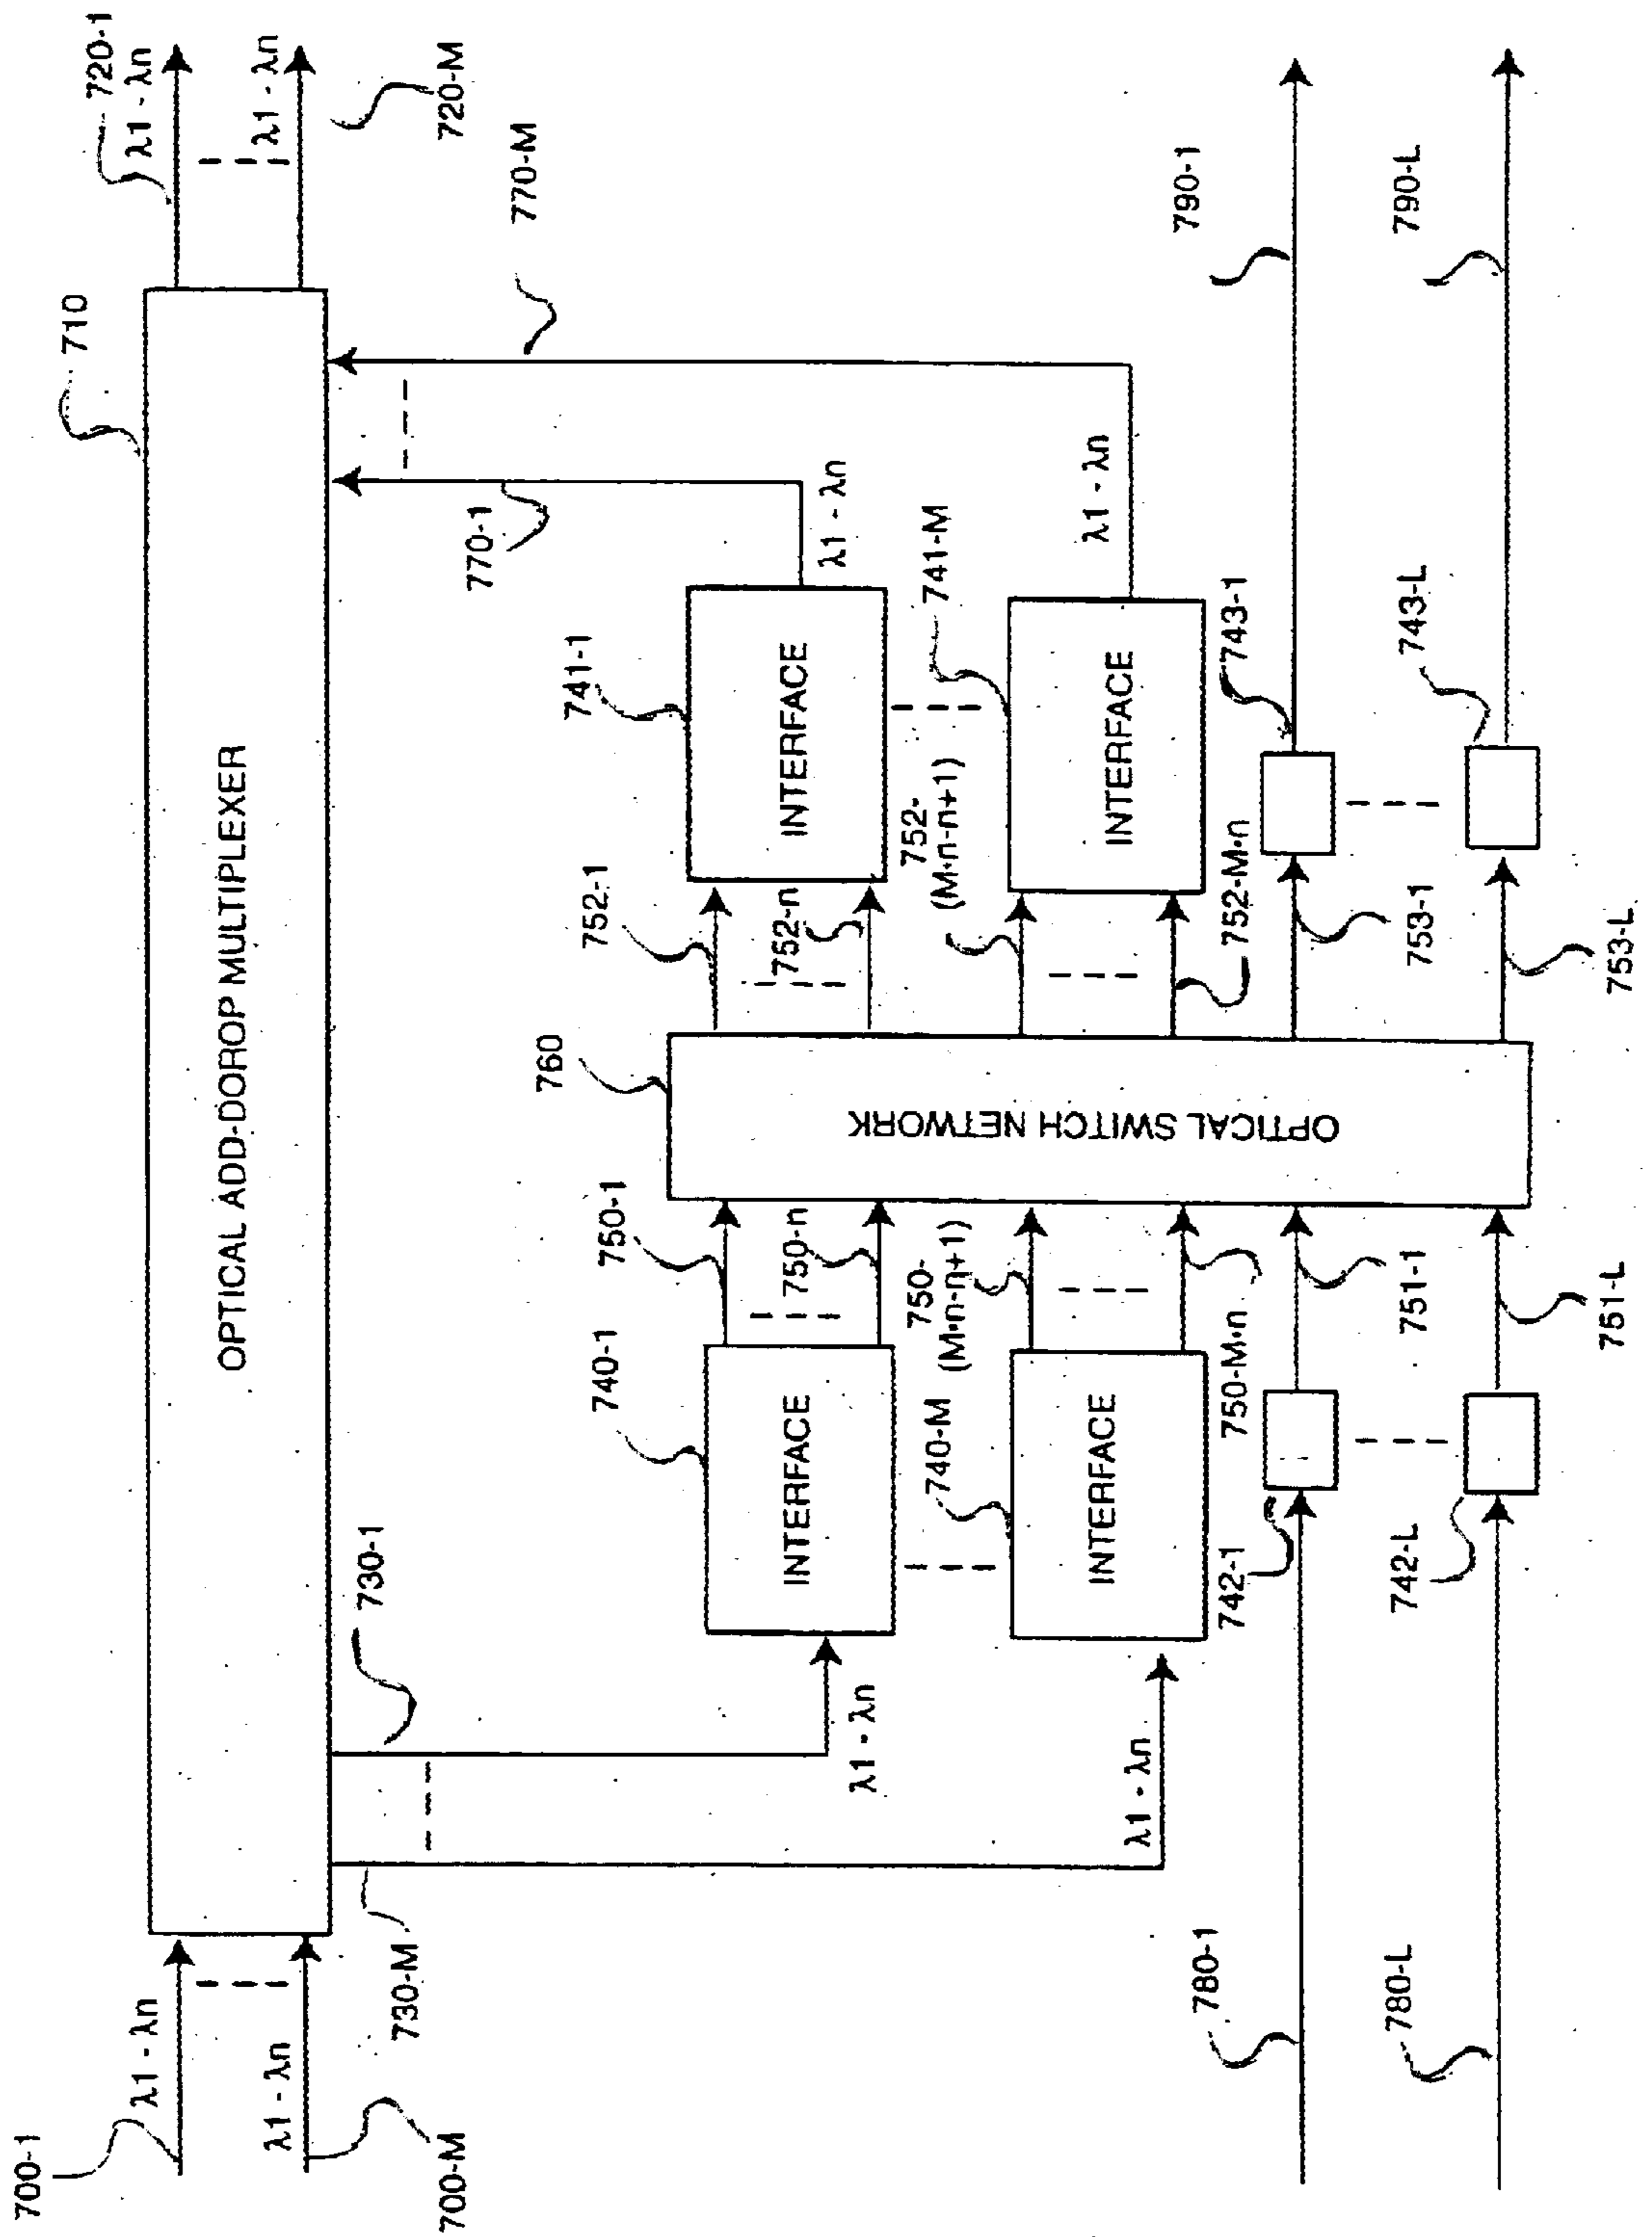 720-1
λ1 - λn
λ1 - λn
720-M
710
OPTICAL ADD-DOROP MULTIPLEXER
700-1
λ1 - λn
λ1 - λn
700-M
730-1
730-M
770-1
770-M
λ1 - λn
λ1 - λn
λ1 - λn
λ1 - λn
740-1
INTERFACE
740-M
INTERFACE
750-1
750-n
750-
(M•n-n+1)
750-M•n
760
OPTICAL SWITCH NETWORK
752-1
752-n
752-
(M•n-n+1)
752-M•n
741-1
INTERFACE
741-M
INTERFACE
780-1
742-1
751-1
753-1
743-1
790-1
780-L
742-L
751-L
753-L
743-L
790-L